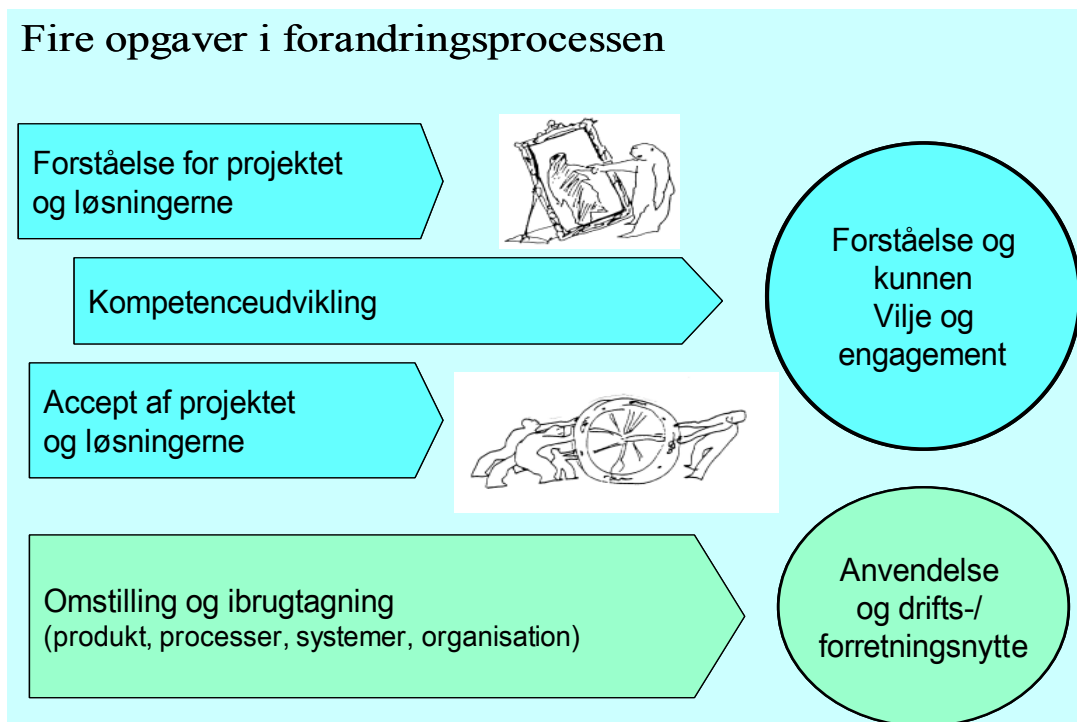 Fire opgaver i forandringsprocessen
Forståelse for projektet
og løsningerne
Kompetenceudvikling
Accept af projektet
og løsningerne
Omstilling og ibrugtagning
(produkt, processer, systemer, organisation)
Forståelse og
kunnen
Vilje og
engagement
Anvendelse
og drifts-/
forretningsnytte